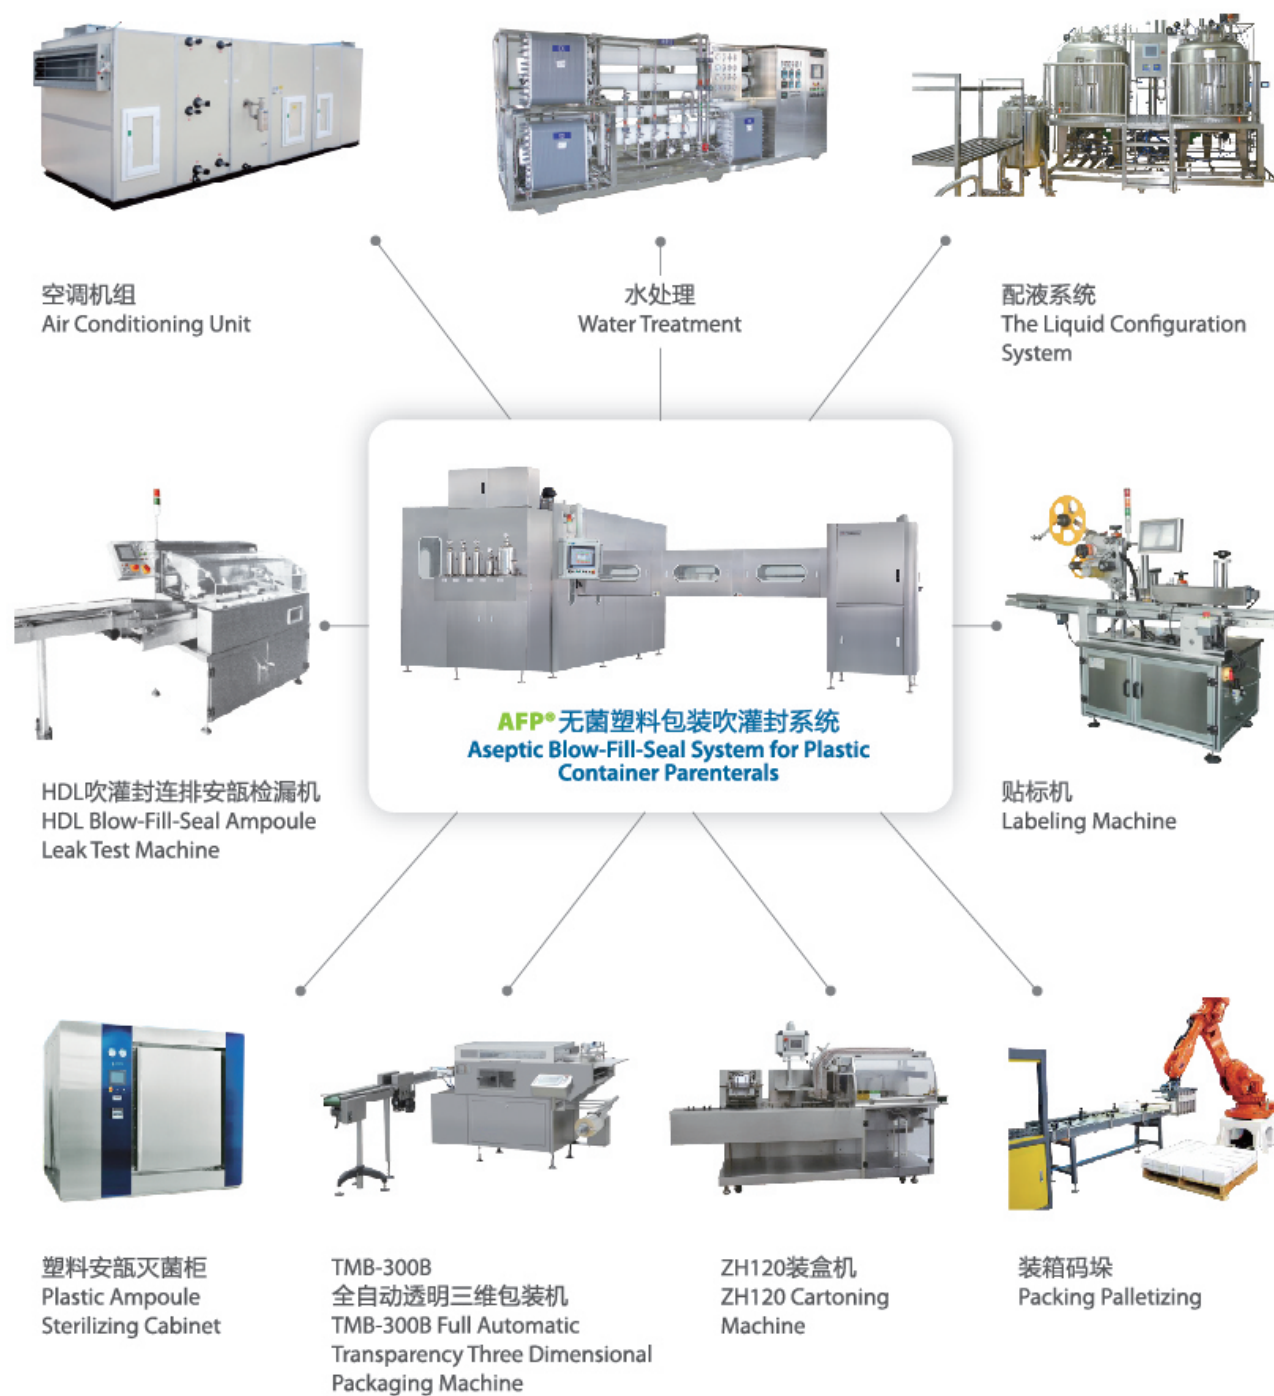 空调机组
Air Conditioning Unit
水处理
Water Treatment
配液系统
The Liquid Configuration
System
AFP® 无菌塑料包装吹灌封系统
Aseptic Blow-Fill-Seal System for Plastic
Container Parenterals
HDL吹灌封连排安瓿检漏机
HDL Blow-Fill-Seal Ampoule
Leak Test Machine
贴标机
Labeling Machine
塑料安瓿灭菌柜
Plastic Ampoule
Sterilizing Cabinet
TMB-300B
全自动透明三维包装机
TMB-300B Full Automatic
Transparency Three Dimensional
Packaging Machine
ZH120装盒机
ZH120 Cartoning
Machine
装箱码垛
Packing Palletizing